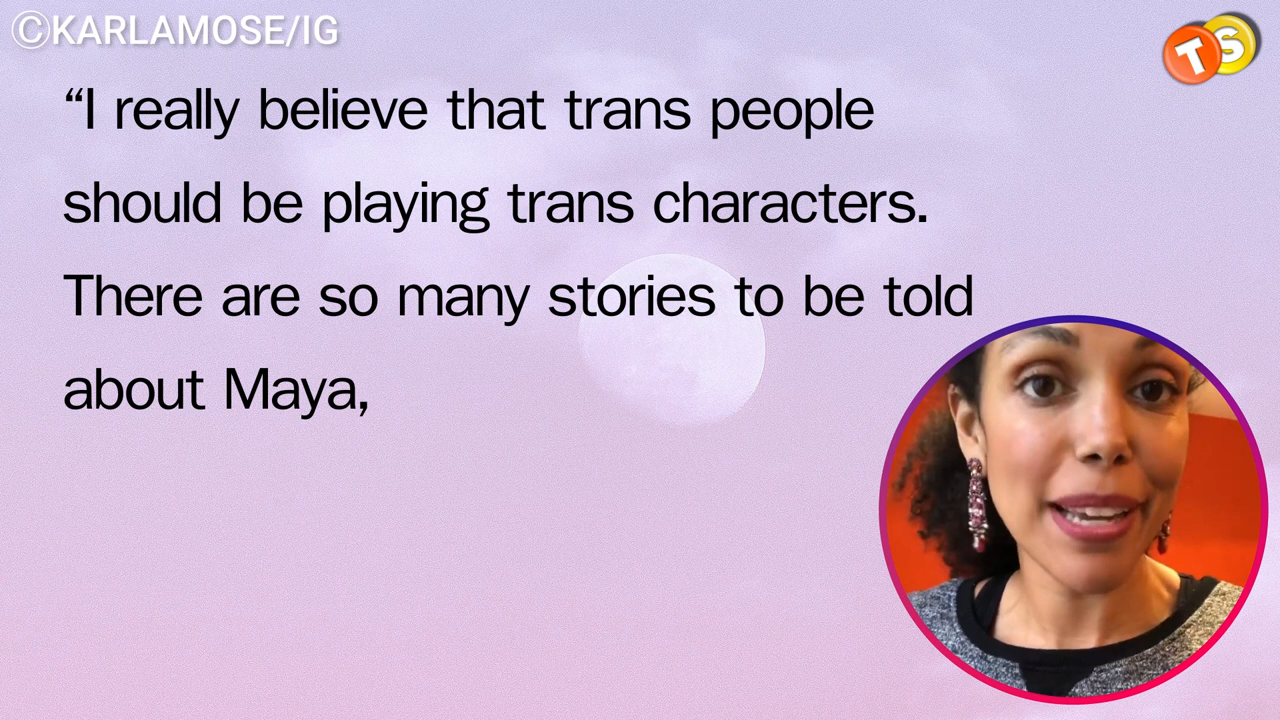 ©KARLAMOSE/IG
TS
“I really believe that trans people
should be playing trans characters.
There are so many stories to be told
about Maya,